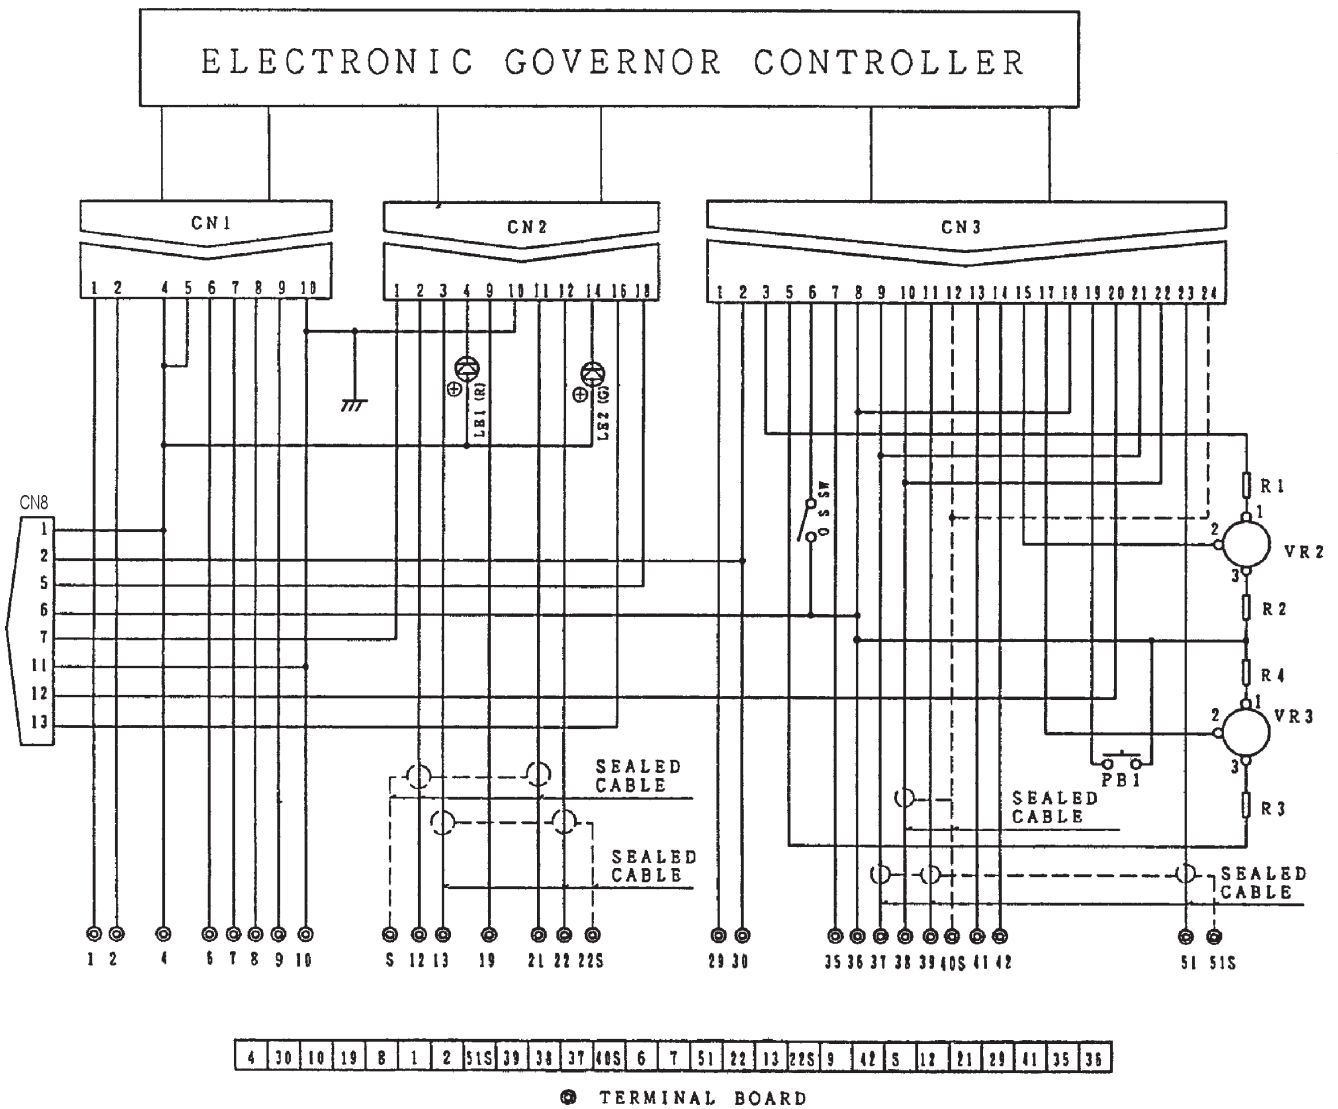 ELECTRONIC GOVERNOR CONTROLLER
CN1 CN2 CN3
1 2 4 5 6 7 8 9 10
1 2 3 4 9 10 11 12 14 16 18
1 2 3 5 6 7 8 9 10 11 12 13 14 15 17 18 19 20 21 22 23 24
LE1 (R)
LE2 (G)
CN8
1
2
5
6
7
11
12
13
O S SW
R1
1
2
VR2
3
R2
R4
1
2
VR3
3
PB1
R3
SEALED
CABLE
SEALED
CABLE
SEALED
CABLE
SEALED
CABLE
1 2 4 6 7 8 9 10 S 12 13 19 21 22 22S 29 30 35 36 37 38 39 40S 41 42 51 51S
4 30 10 19 8 1 2 51S 39 38 37 40S 6 7 51 22 13 22S 9 42 S 12 21 29 41 35 36
TERMINAL BOARD